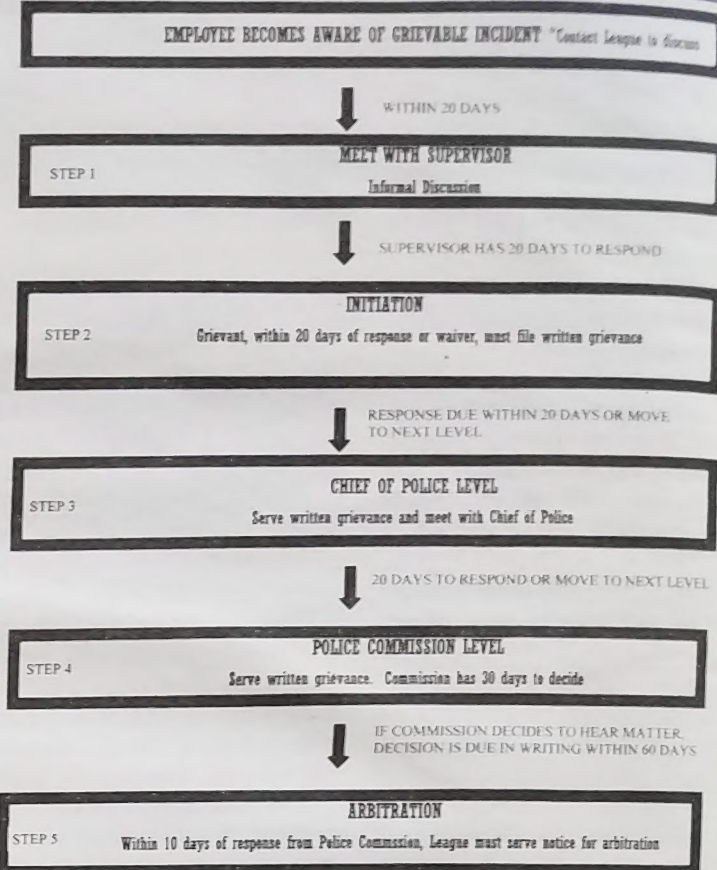 EMPLOYEE BECOMES AWARE OF GRIEVABLE INCIDENT *Contact League to discuss
WITHIN 20 DAYS
MEET WITH SUPERVISOR
STEP 1
Informal Discussion
SUPERVISOR HAS 20 DAYS TO RESPOND
INITIATION
STEP 2
Grievant, within 20 days of response or waiver, must file written grievance
RESPONSE DUE WITHIN 20 DAYS OR MOVE
TO NEXT LEVEL
CHIEF OF POLICE LEVEL
STEP 3
Serve written grievance and meet with Chief of Police
20 DAYS TO RESPOND OR MOVE TO NEXT LEVEL
POLICE COMMISSION LEVEL
STEP 4
Serve written grievance. Commission has 30 days to decide
IF COMMISSION DECIDES TO HEAR MATTER,
DECISION IS DUE IN WRITING WITHIN 60 DAYS
ARBITRATION
STEP 5
Within 10 days of response from Police Commssion, League must serve notice for arbitration